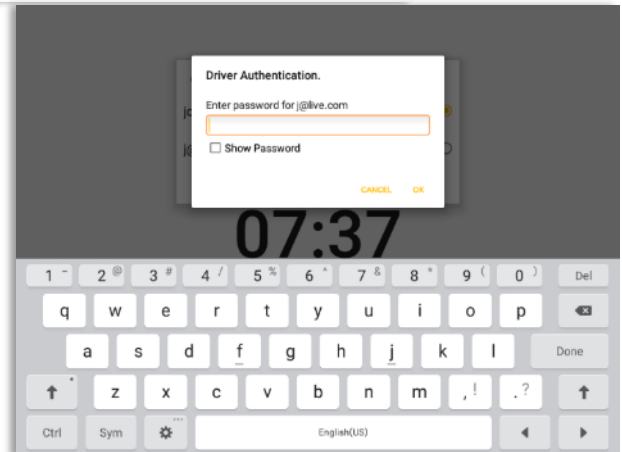 Driver Authentication.
Enter password for j@live.com
Show Password
CANCEL OK
07:37
1 - 2 @ 3 # 4 / 5 % 6 ^ 7 & 8 * 9 ( 0 ) Del
q w e r t y u i o p
a s d f g h j k l Done
z x c v b n m , ! . ?
Ctrl Sym English(US)